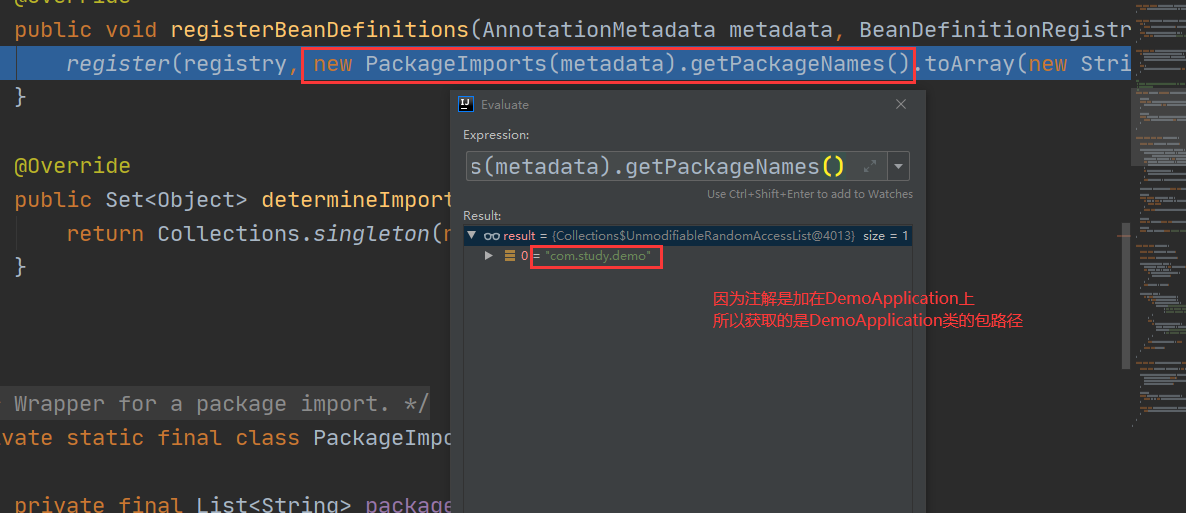 @Override
public void registerBeanDefinitions(AnnotationMetadata metadata, BeanDefinitionRegistr
register(registry, new PackageImports(metadata).getPackageNames().toArray(new Stri
}
Evaluate
Expression:
s(metadata).getPackageNames()
Use Ctrl+Shift+Enter to add to Watches
Result:
result = {Collections$UnmodifiableRandomAccessList@4013} size = 1
0 = "com.study.demo"
@Override
public Set<Object> determineImport
return Collections.singleton(n
}
因为注解是加在DemoApplication上
所以获取的是DemoApplication类的包路径
Wrapper for a package import. */
vate static final class PackageImpo
private final List<String> package